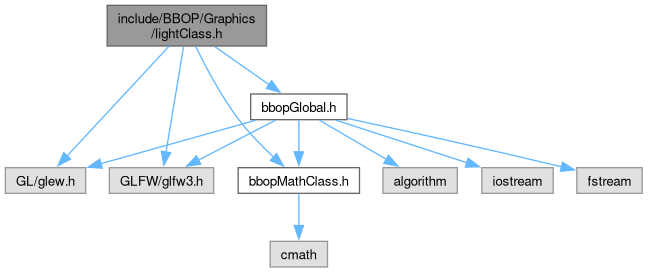 include/BBOP/Graphics
/lightClass.h
bbopGlobal.h
GL/glew.h
GLFW/glfw3.h
bbopMathClass.h
algorithm
iostream
fstream
cmath